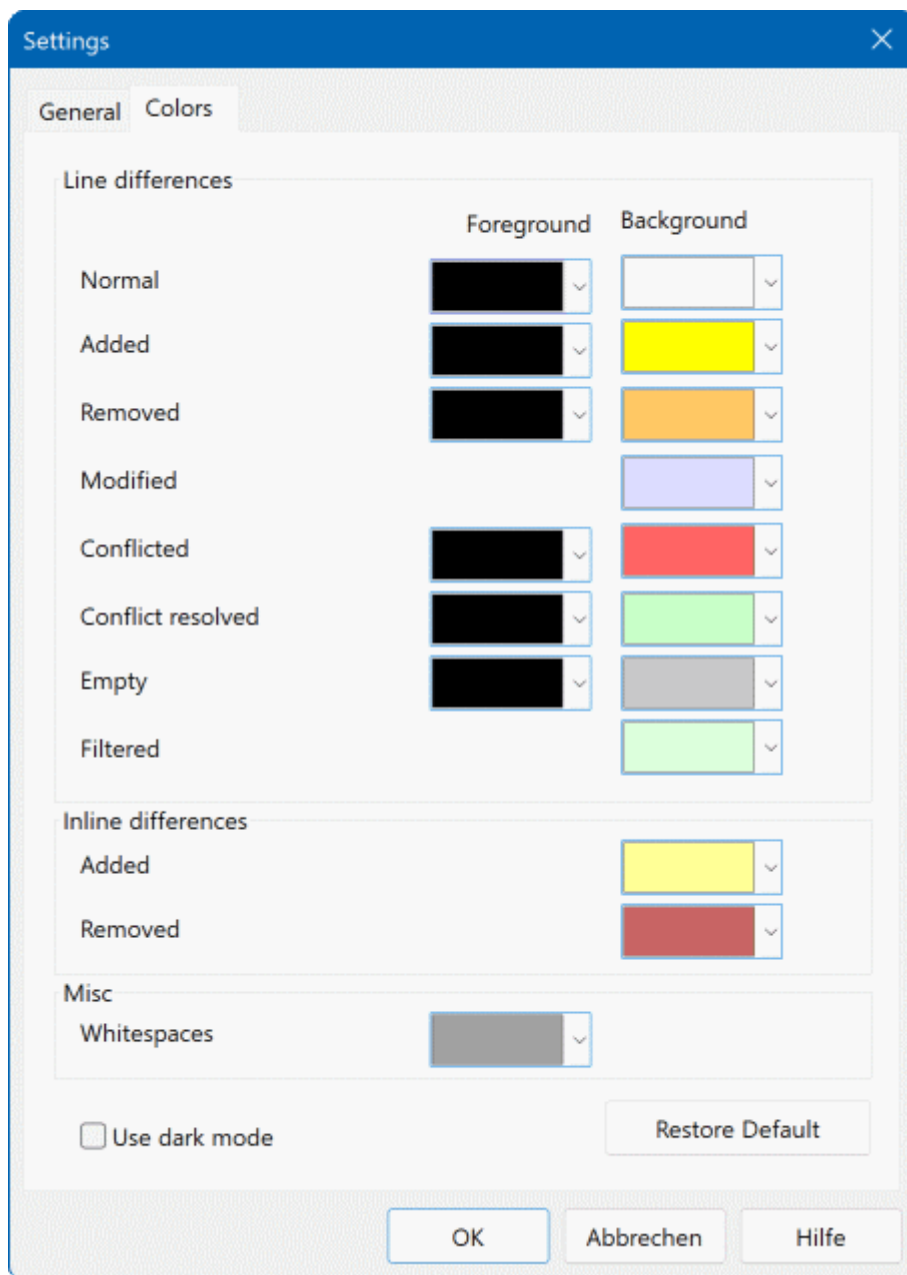 Settings
General Colors
Line differences
Foreground Background
Normal
Added
Removed
Modified
Conflicted
Conflict resolved
Empty
Filtered
Inline differences
Added
Removed
Misc
Whitespaces
Use dark mode Restore Default
OK Abbrechen Hilfe